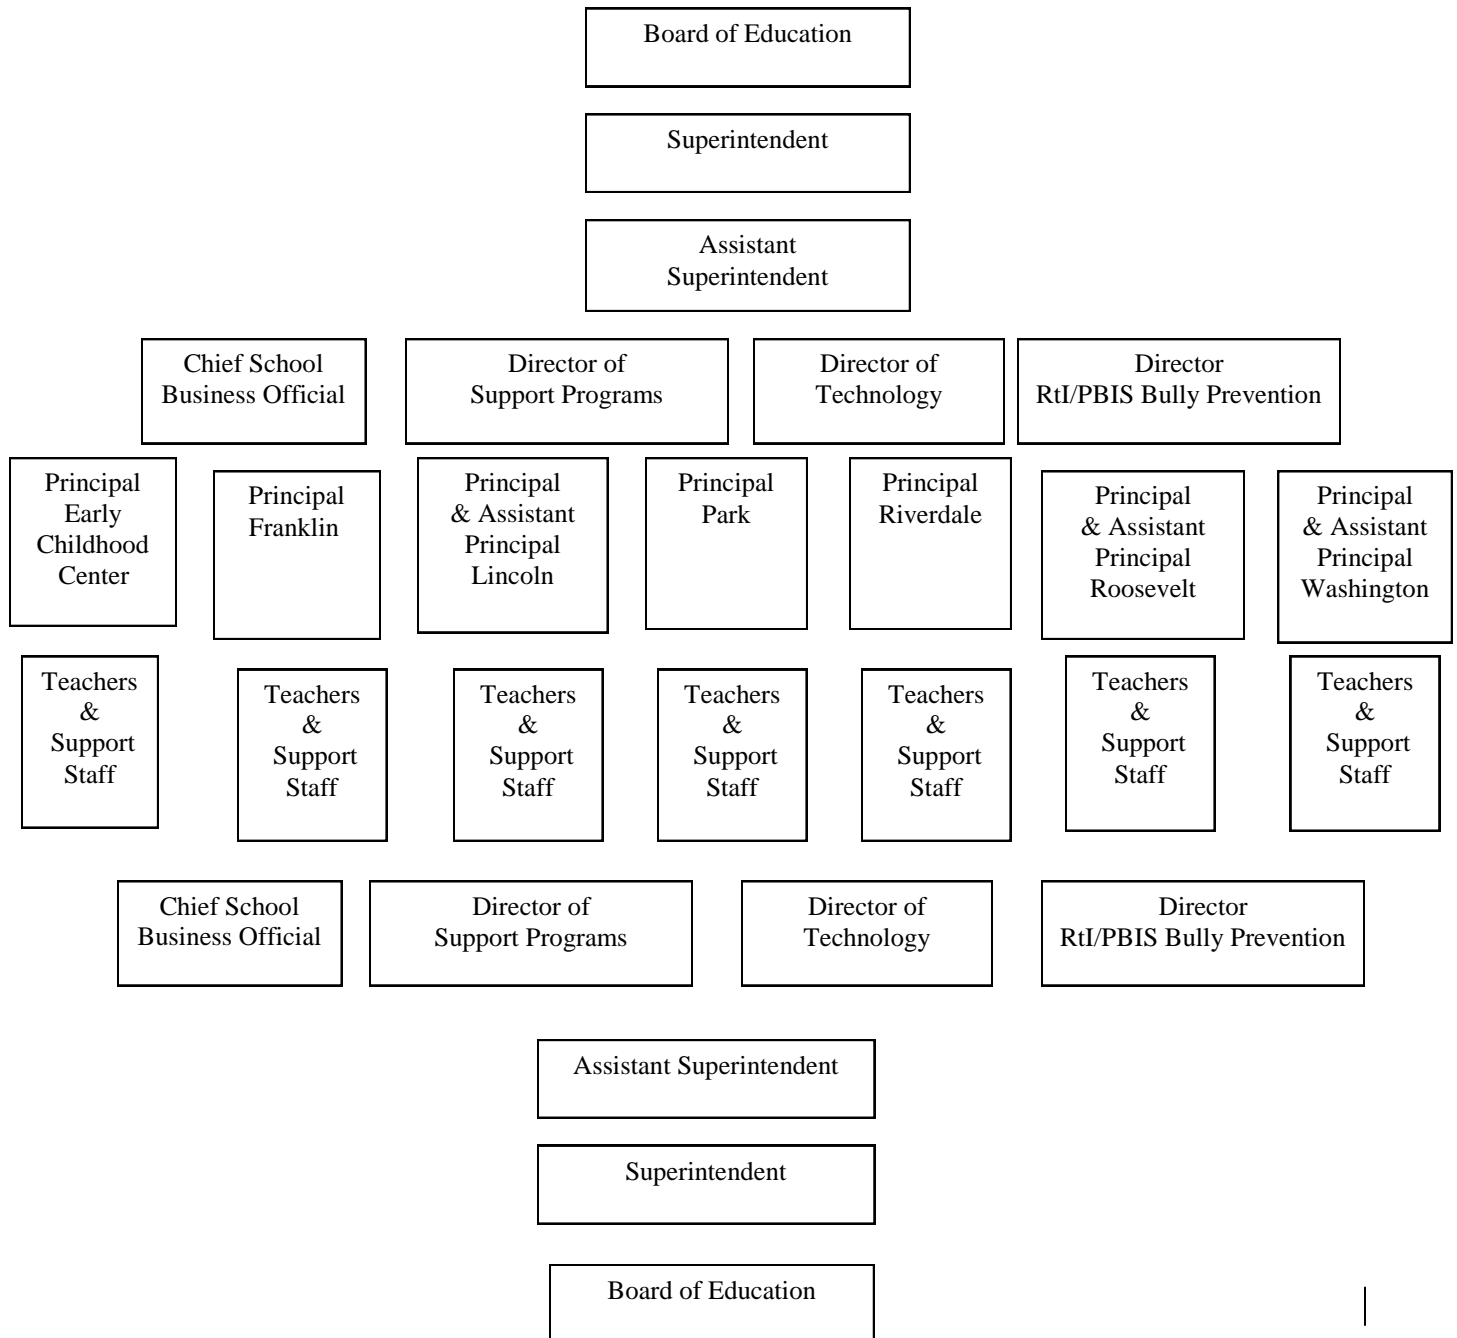 Board of Education
Superintendent
Assistant
Superintendent
Chief School
Business Official
Director of
Support Programs
Director of
Technology
Director
RtI/PBIS Bully Prevention
Principal
Early
Childhood
Center
Principal
Franklin
Principal
& Assistant
Principal
Lincoln
Principal
Park
Principal
Riverdale
Principal
& Assistant
Principal
Roosevelt
Principal
& Assistant
Principal
Washington
Teachers
&
Support
Staff
Teachers
&
Support
Staff
Teachers
&
Support
Staff
Teachers
&
Support
Staff
Teachers
&
Support
Staff
Teachers
&
Support
Staff
Teachers
&
Support
Staff
Chief School
Business Official
Director of
Support Programs
Director of
Technology
Director
RtI/PBIS Bully Prevention
Assistant Superintendent
Superintendent
Board of Education